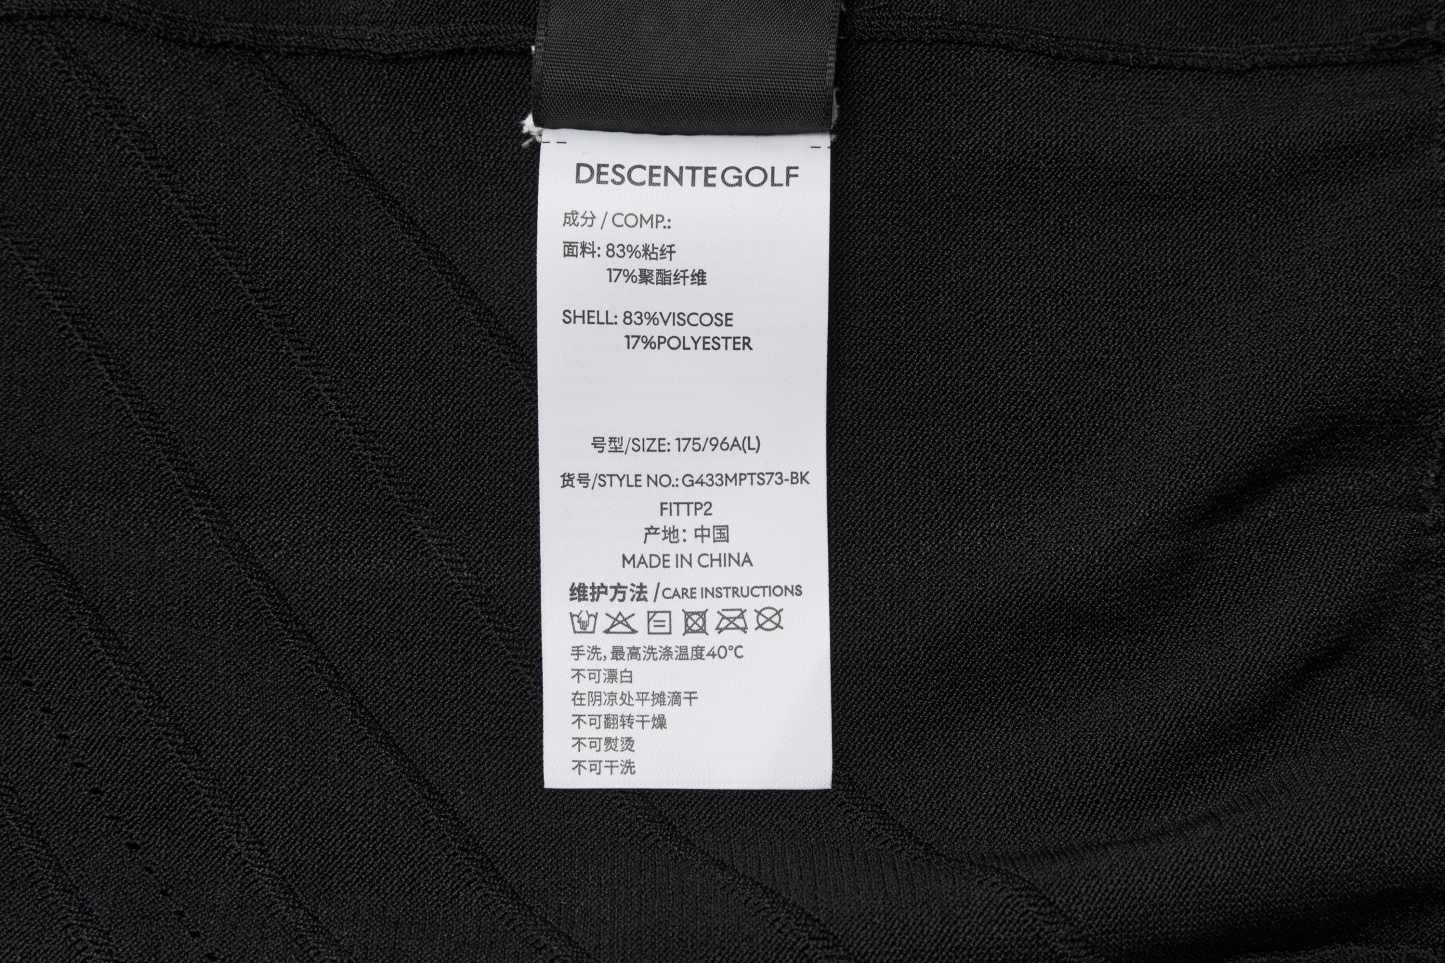 DESCENTE GOLF
成分 / COMP.:
面料: 83%粘纤
17%聚酯纤维
SHELL: 83%VISCOSE
17%POLYESTER
号型/SIZE: 175/96A(L)
货号/STYLE NO.: G433MPTS73-BK
FITTP2
产地: 中国
MADE IN CHINA
维护方法 /CARE INSTRUCTIONS
手洗, 最高洗涤温度40°C
不可漂白
在阴凉处平摊滴干
不可翻转干燥
不可熨烫
不可干洗